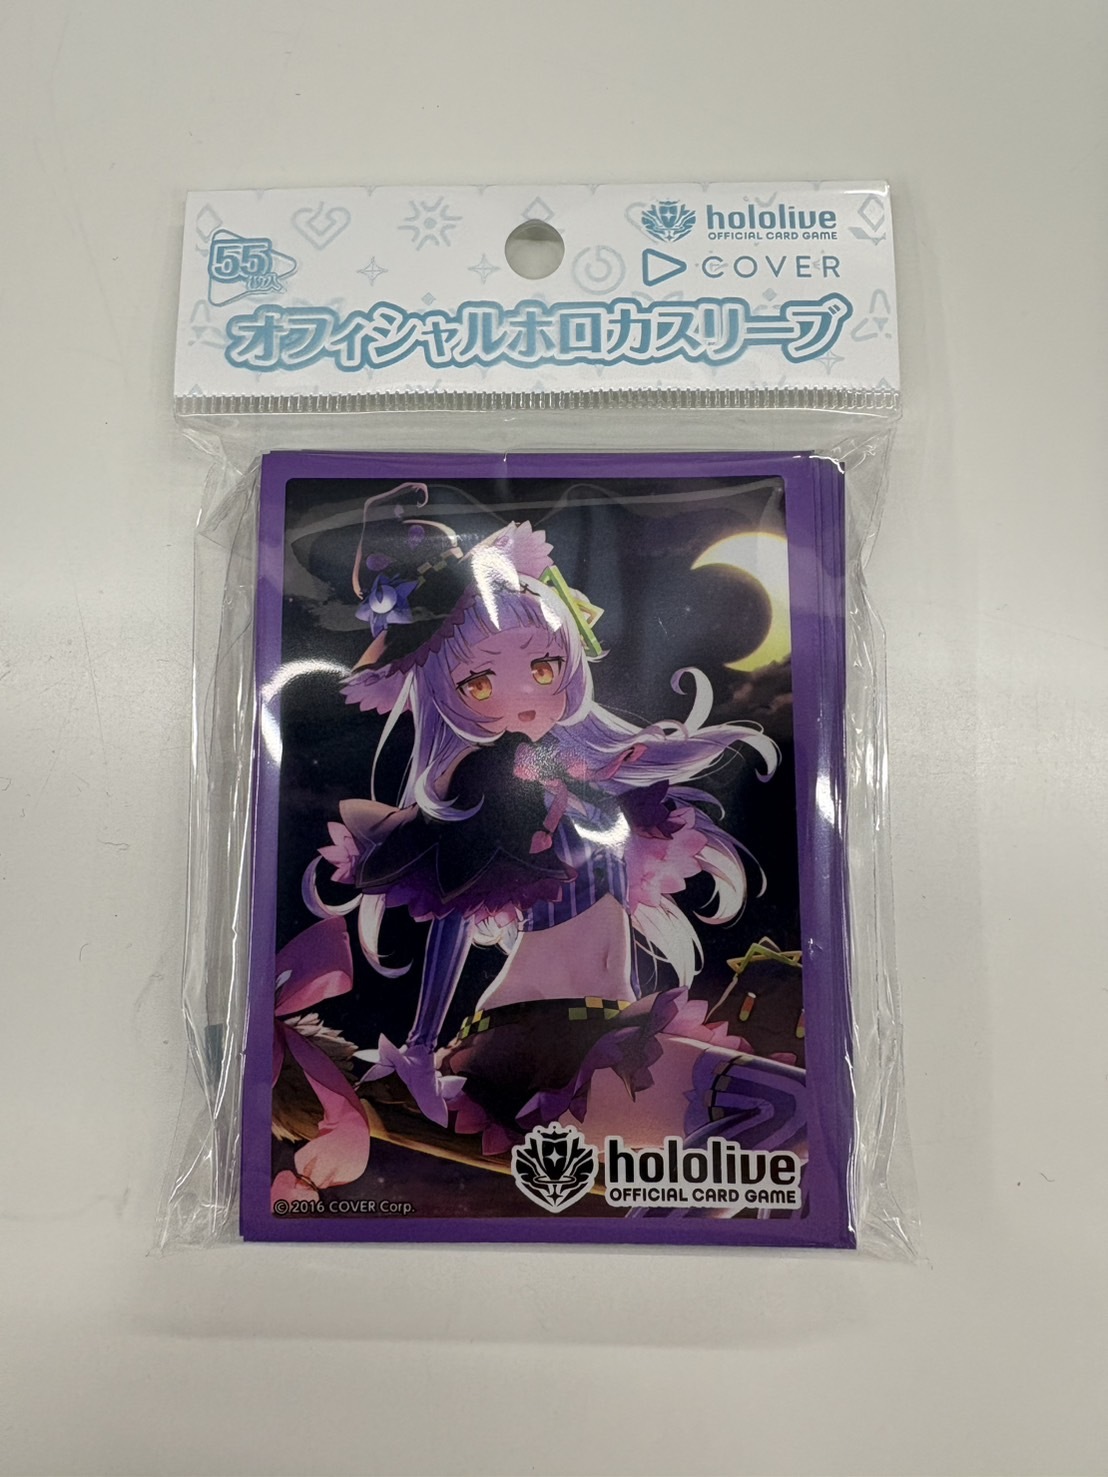 hololive
OFFICIAL CARD GAME
COVER
55枚入
オフィシャルホロカスリーブ
© 2016 COVER Corp.
hololive
OFFICIAL CARD GAME